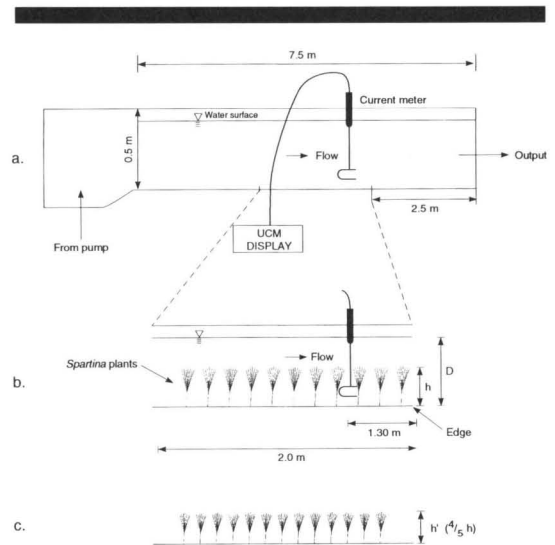 7.5 m
Current meter
Water surface
a.
0.5 m
Flow
Output
2.5 m
From pump
UCM
DISPLAY
Spartina plants
Flow
b.
h
D
Edge
1.30 m
2.0 m
c.
h' (4/5 h)